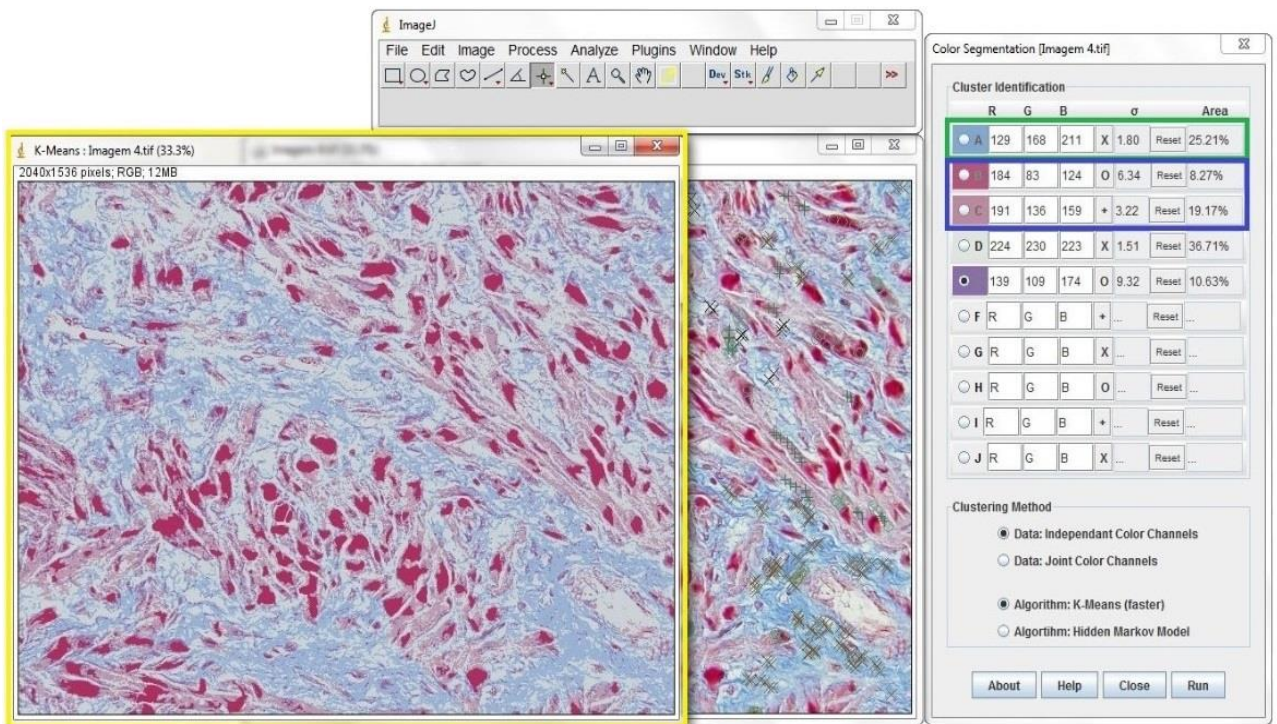 ImageJ
File Edit Image Process Analyze Plugins Window Help
Dev Stk >>
K-Means : Imagem 4.tif (33.3%)
2040x1536 pixels; RGB; 12MB
Color Segmentation [Imagem 4.tif]
Cluster Identification
R G B σ Area
A 129 168 211 X 1.80 Reset 25.21%
B 184 83 124 O 6.34 Reset 8.27%
C 191 136 159 + 3.22 Reset 19.17%
D 224 230 223 X 1.51 Reset 36.71%
139 109 174 O 9.32 Reset 10.63%
F R G B + ... Reset ...
G R G B X ... Reset ...
H R G B O ... Reset ...
I R G B + ... Reset ...
J R G B X ... Reset ...
Clustering Method
Data: Independant Color Channels
Data: Joint Color Channels
Algorithm: K-Means (faster)
Algortihm: Hidden Markov Model
About Help Close Run